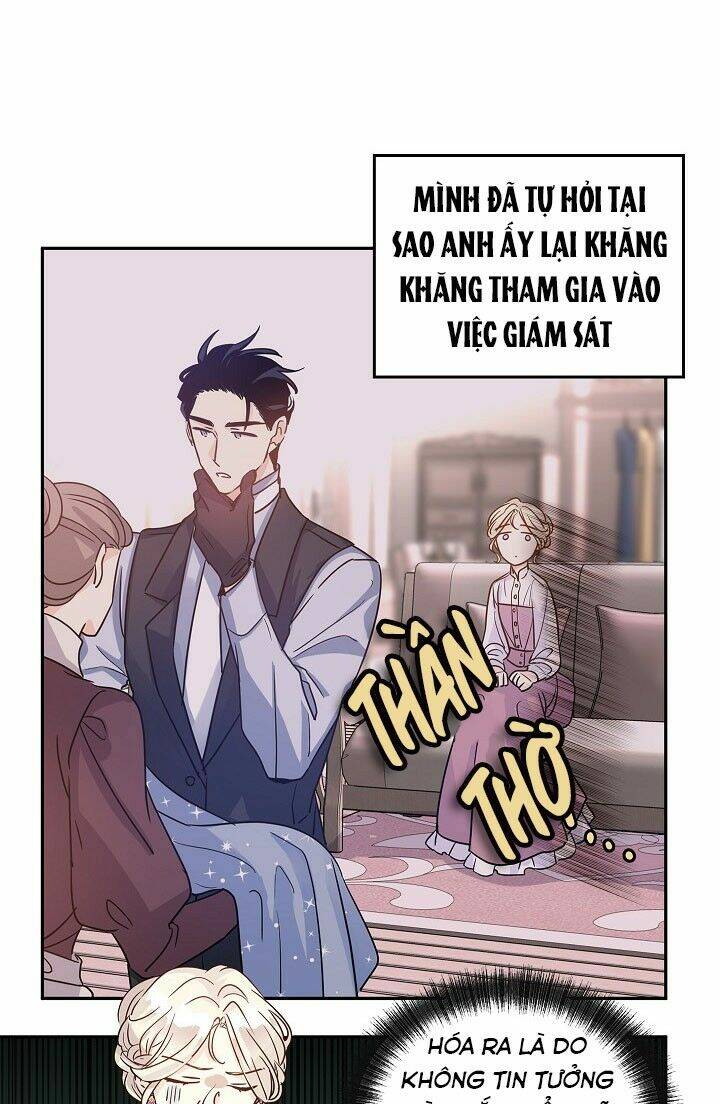 MÌNH ĐÃ TỰ HỎI TẠI
SAO ANH ẤY LẠI KHĂNG
KHĂNG THAM GIA VÀO
VIỆC GIÁM SÁT
THẪN
THỜ...
HÓA RA LÀ DO
KHÔNG TIN TƯỞNG